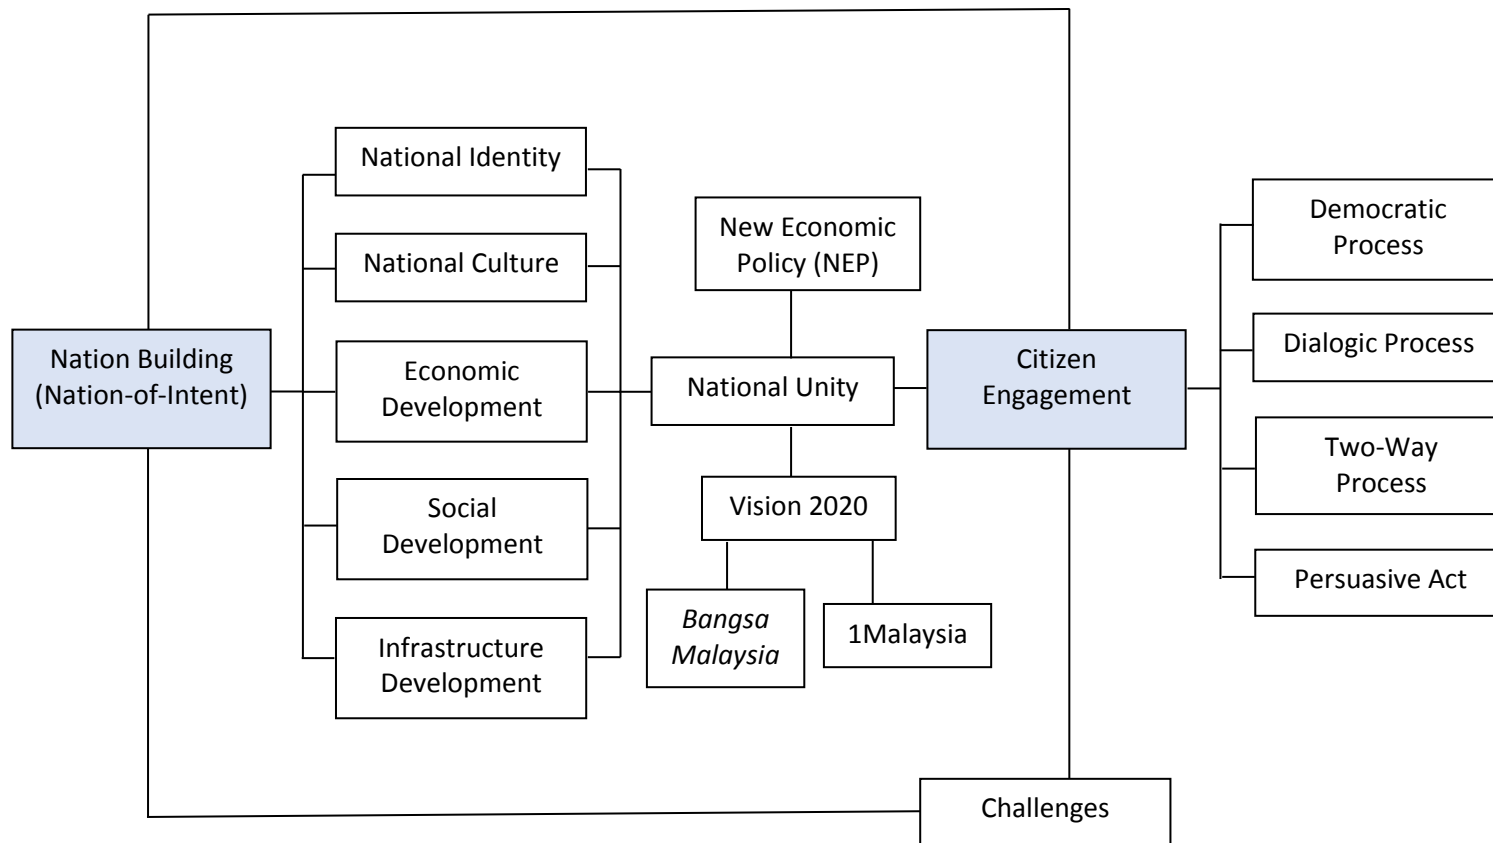 National Identity
National Culture
Nation Building
(Nation-of-Intent)
Economic
Development
Social
Development
Infrastructure
Development
New Economic
Policy (NEP)
National Unity
Vision 2020
Bangsa
Malaysia
1Malaysia
Citizen
Engagement
Challenges
Democratic
Process
Dialogic Process
Two-Way
Process
Persuasive Act